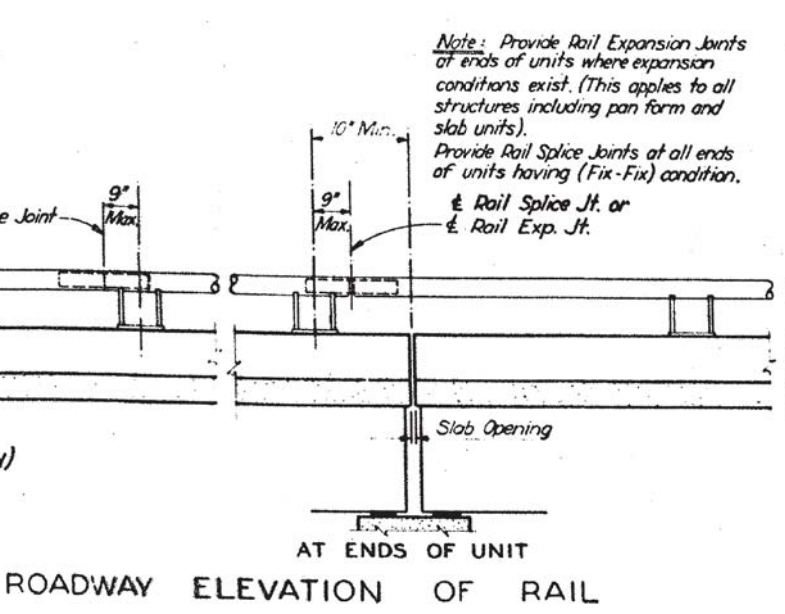 Note: Provide Rail Expansion Joints
at ends of units where expansion
conditions exist. (This applies to all
structures including pan form and
slab units).
Provide Rail Splice Joints at all ends
of units having (Fix-Fix) condition.
10" Min.
9"
Max.
9"
Max.
℄ Rail Splice Jt. or
℄ Rail Exp. Jt.
e Joint
Slab Opening
AT ENDS OF UNIT
ROADWAY ELEVATION OF RAIL